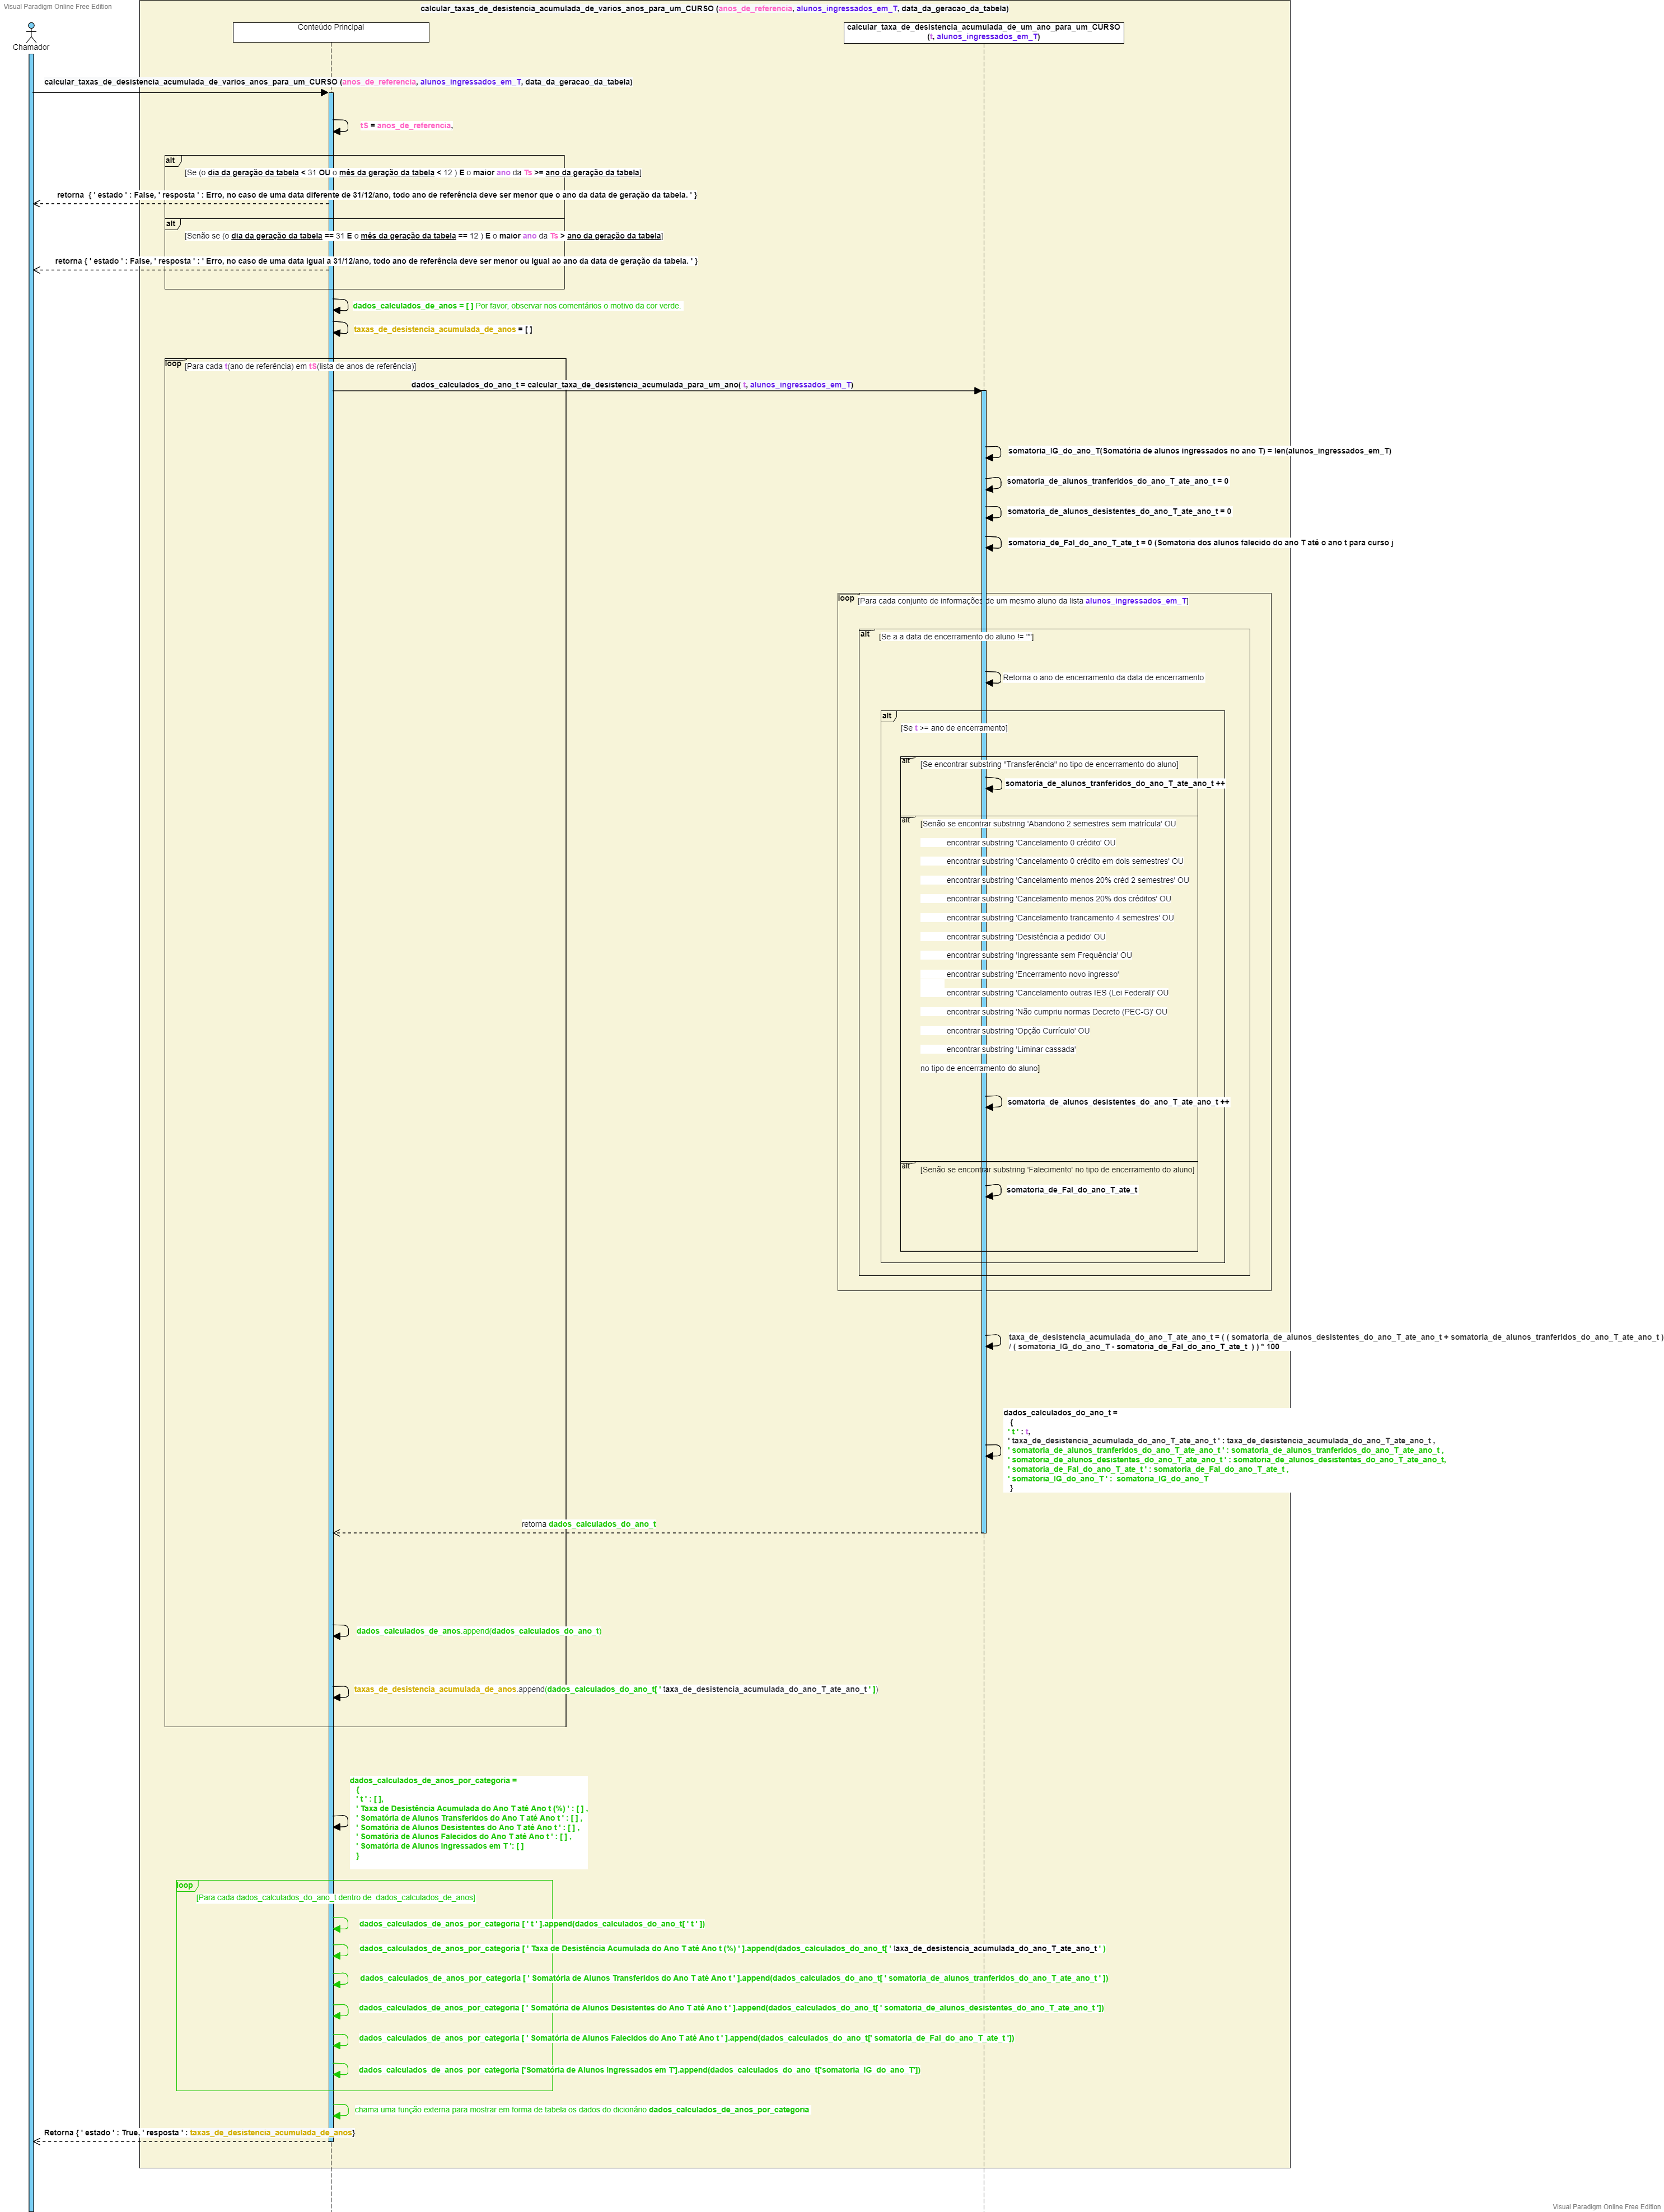 Visual Paradigm Online Free Edition
calcular_taxas_de_desistencia_acumulada_de_varios_anos_para_um_CURSO (anos_de_referencia, alunos_ingressados_em_T, data_da_geracao_da_tabela)
Chamador
Conteúdo Principal
calcular_taxa_de_desistencia_acumulada_de_um_ano_para_um_CURSO
(t, alunos_ingressados_em_T)
calcular_taxas_de_desistencia_acumulada_de_varios_anos_para_um_CURSO (anos_de_referencia, alunos_ingressados_em_T, data_da_geracao_da_tabela)
tS = anos_de_referencia,
alt
[Se (o dia da geração da tabela < 31 OU o mês da geração da tabela < 12 ) E o maior ano da Ts >= ano da geração da tabela]
retorna { ' estado ' : False, ' resposta ' : Erro, no caso de uma data diferente de 31/12/ano, todo ano de referência deve ser menor que o ano da data de geração da tabela. ' }
alt
[Senão se (o dia da geração da tabela == 31 E o mês da geração da tabela == 12 ) E o maior ano da Ts > ano da geração da tabela]
retorna { ' estado ' : False, ' resposta ' : ' Erro, no caso de uma data igual a 31/12/ano, todo ano de referência deve ser menor ou igual ao ano da data de geração da tabela. ' }
dados_calculados_de_anos = [ ] Por favor, observar nos comentários o motivo da cor verde.
taxas_de_desistencia_acumulada_de_anos = [ ]
loop
[Para cada t(ano de referência) em tS(lista de anos de referência)]
dados_calculados_do_ano_t = calcular_taxa_de_desistencia_acumulada_para_um_ano( t, alunos_ingressados_em_T)
somatoria_IG_do_ano_T(Somatória de alunos ingressados no ano T) = len(alunos_ingressados_em_T)
somatoria_de_alunos_tranferidos_do_ano_T_ate_ano_t = 0
somatoria_de_alunos_desistentes_do_ano_T_ate_ano_t = 0
somatoria_de_Fal_do_ano_T_ate_t = 0 (Somatoria dos alunos falecido do ano T até o ano t para curso j
loop
[Para cada conjunto de informações de um mesmo aluno da lista alunos_ingressados_em_T]
alt
[Se a a data de encerramento do aluno != ""]
Retorna o ano de encerramento da data de encerramento
alt
[Se t >= ano de encerramento]
alt
[Se encontrar substring "Transferência" no tipo de encerramento do aluno]
somatoria_de_alunos_tranferidos_do_ano_T_ate_ano_t ++
alt
[Senão se encontrar substring 'Abandono 2 semestres sem matrícula' OU
encontrar substring 'Cancelamento 0 crédito' OU
encontrar substring 'Cancelamento 0 crédito em dois semestres' OU
encontrar substring 'Cancelamento menos 20% créd 2 semestres' OU
encontrar substring 'Cancelamento menos 20% dos créditos' OU
encontrar substring 'Cancelamento trancamento 4 semestres' OU
encontrar substring 'Desistência a pedido' OU
encontrar substring 'Ingressante sem Frequência' OU
encontrar substring 'Encerramento novo ingresso'
encontrar substring 'Cancelamento outras IES (Lei Federal)' OU
encontrar substring 'Não cumpriu normas Decreto (PEC-G)' OU
encontrar substring 'Opção Currículo' OU
encontrar substring 'Liminar cassada'
no tipo de encerramento do aluno]
somatoria_de_alunos_desistentes_do_ano_T_ate_ano_t ++
alt
[Senão se encontrar substring 'Falecimento' no tipo de encerramento do aluno]
somatoria_de_Fal_do_ano_T_ate_t
taxa_de_desistencia_acumulada_do_ano_T_ate_ano_t = ( ( somatoria_de_alunos_desistentes_do_ano_T_ate_ano_t + somatoria_de_alunos_tranferidos_do_ano_T_ate_ano_t )
/ ( somatoria_IG_do_ano_T - somatoria_de_Fal_do_ano_T_ate_t ) ) * 100
dados_calculados_do_ano_t =
{
' t ' : t,
' taxa_de_desistencia_acumulada_do_ano_T_ate_ano_t ' : taxa_de_desistencia_acumulada_do_ano_T_ate_ano_t ,
' somatoria_de_alunos_tranferidos_do_ano_T_ate_ano_t ' : somatoria_de_alunos_tranferidos_do_ano_T_ate_ano_t ,
' somatoria_de_alunos_desistentes_do_ano_T_ate_ano_t ' : somatoria_de_alunos_desistentes_do_ano_T_ate_ano_t,
' somatoria_de_Fal_do_ano_T_ate_t ' : somatoria_de_Fal_do_ano_T_ate_t ,
' somatoria_IG_do_ano_T ' : somatoria_IG_do_ano_T
}
retorna dados_calculados_do_ano_t
dados_calculados_de_anos.append(dados_calculados_do_ano_t)
taxas_de_desistencia_acumulada_de_anos.append(dados_calculados_do_ano_t[ ' taxa_de_desistencia_acumulada_do_ano_T_ate_ano_t ' ])
dados_calculados_de_anos_por_categoria =
{
' t ' : [ ],
' Taxa de Desistência Acumulada do Ano T até Ano t (%) ' : [ ] ,
' Somatória de Alunos Transferidos do Ano T até Ano t ' : [ ] ,
' Somatória de Alunos Desistentes do Ano T até Ano t ' : [ ] ,
' Somatória de Alunos Falecidos do Ano T até Ano t ' : [ ] ,
' Somatória de Alunos Ingressados em T ': [ ]
}
loop
[Para cada dados_calculados_do_ano_t dentro de dados_calculados_de_anos]
dados_calculados_de_anos_por_categoria [ ' t ' ].append(dados_calculados_do_ano_t[ ' t ' ])
dados_calculados_de_anos_por_categoria [ ' Taxa de Desistência Acumulada do Ano T até Ano t (%) ' ].append(dados_calculados_do_ano_t[ ' taxa_de_desistencia_acumulada_do_ano_T_ate_ano_t ' )
dados_calculados_de_anos_por_categoria [ ' Somatória de Alunos Transferidos do Ano T até Ano t ' ].append(dados_calculados_do_ano_t[ ' somatoria_de_alunos_tranferidos_do_ano_T_ate_ano_t ' ])
dados_calculados_de_anos_por_categoria [ ' Somatória de Alunos Desistentes do Ano T até Ano t ' ].append(dados_calculados_do_ano_t[ ' somatoria_de_alunos_desistentes_do_ano_T_ate_ano_t '])
dados_calculados_de_anos_por_categoria [ ' Somatória de Alunos Falecidos do Ano T até Ano t ' ].append(dados_calculados_do_ano_t[' somatoria_de_Fal_do_ano_T_ate_t '])
dados_calculados_de_anos_por_categoria ['Somatória de Alunos Ingressados em T'].append(dados_calculados_do_ano_t['somatoria_IG_do_ano_T'])
chama uma função externa para mostrar em forma de tabela os dados do dicionário dados_calculados_de_anos_por_categoria
Retorna { ' estado ' : True, ' resposta ' : taxas_de_desistencia_acumulada_de_anos}
Visual Paradigm Online Free Edition